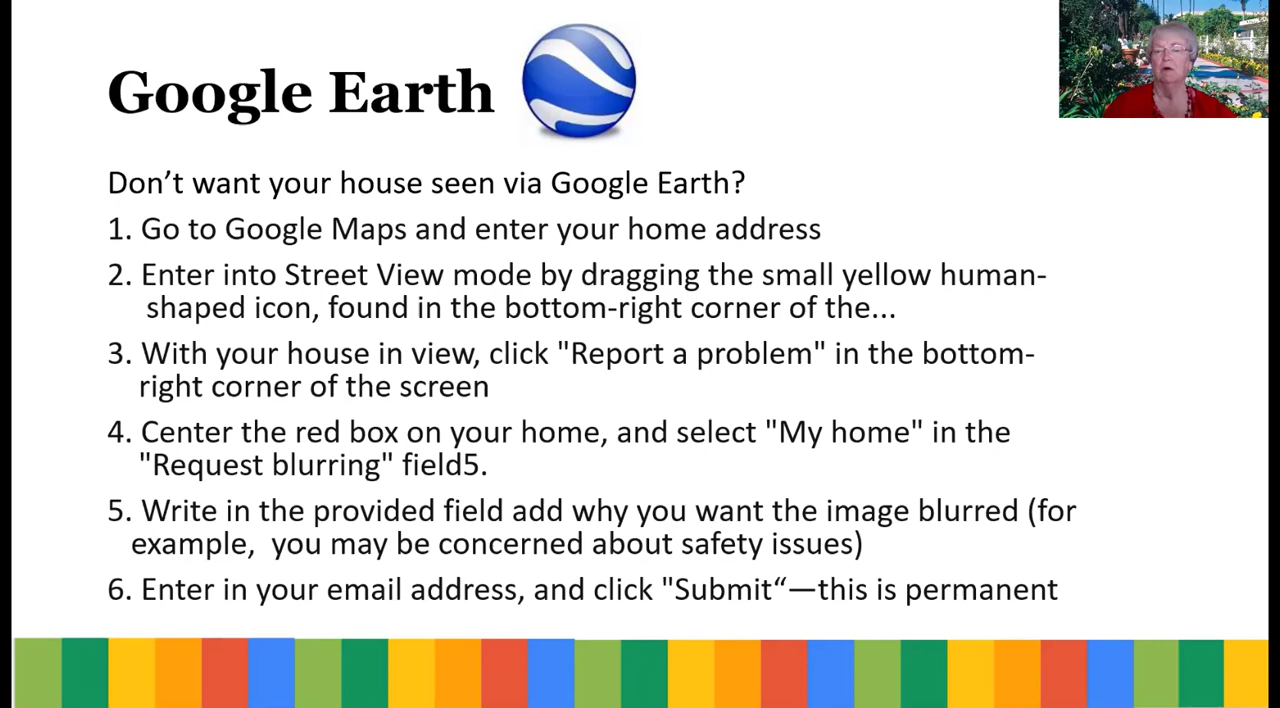 Google Earth
Don’t want your house seen via Google Earth?
1. Go to Google Maps and enter your home address
2. Enter into Street View mode by dragging the small yellow human-
shaped icon, found in the bottom-right corner of the...
3. With your house in view, click "Report a problem" in the bottom-
right corner of the screen
4. Center the red box on your home, and select "My home" in the
"Request blurring" field5.
5. Write in the provided field add why you want the image blurred (for
example,  you may be concerned about safety issues)
6. Enter in your email address, and click "Submit“—this is permanent